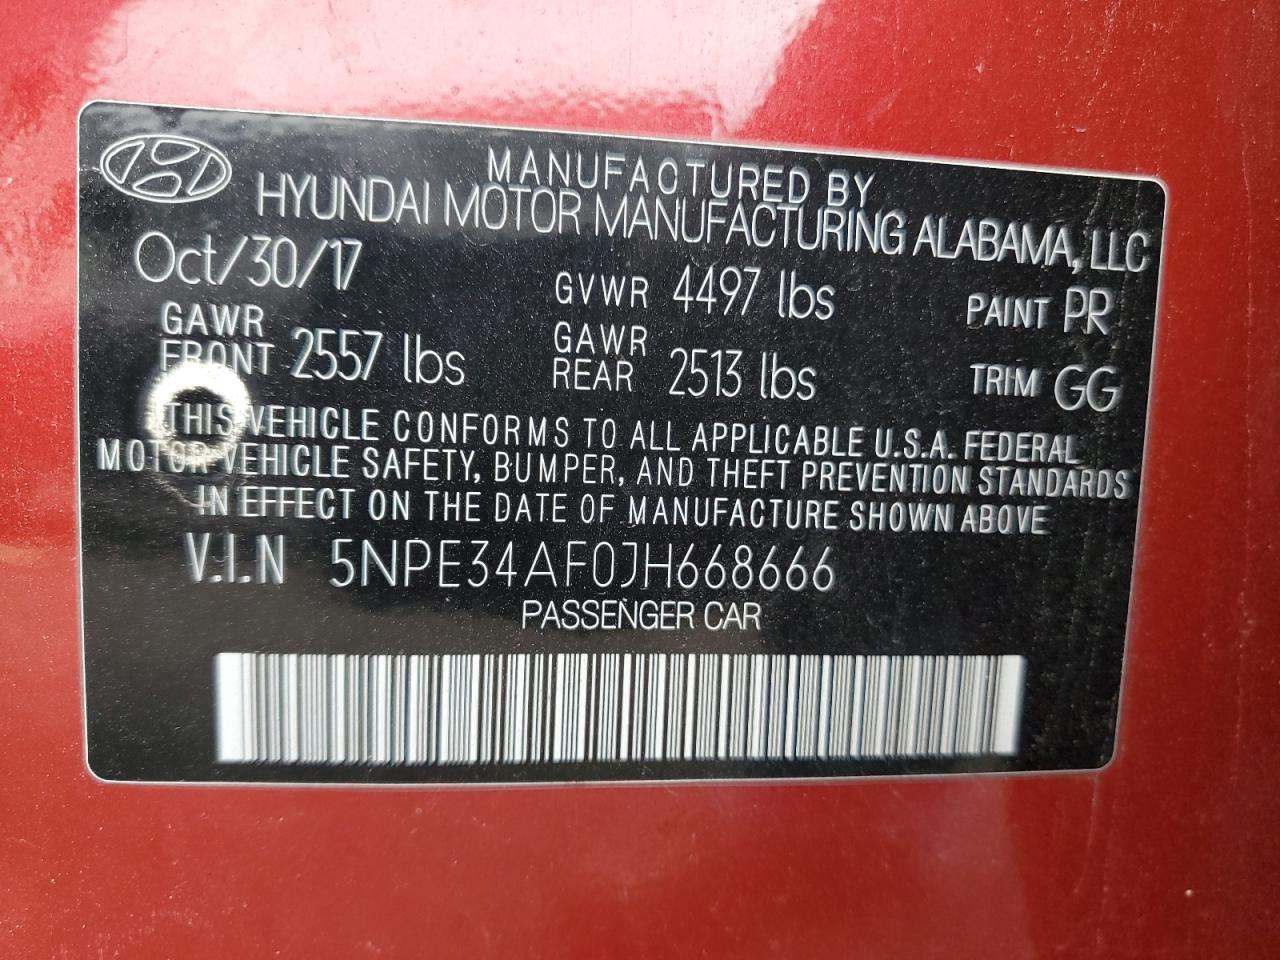 MANUFACTURED BY
HYUNDAI MOTOR MANUFACTURING ALABAMA, LLC
Oct/30/17 GVWR 4497 lbs PAINT PR
GAWR FRONT 2557 lbs GAWR REAR 2513 lbs TRIM GG
THIS VEHICLE CONFORMS TO ALL APPLICABLE U.S.A. FEDERAL
MOTOR VEHICLE SAFETY, BUMPER, AND THEFT PREVENTION STANDARDS
IN EFFECT ON THE DATE OF MANUFACTURE SHOWN ABOVE
V.I.N 5NPE34AF0JH668666
PASSENGER CAR